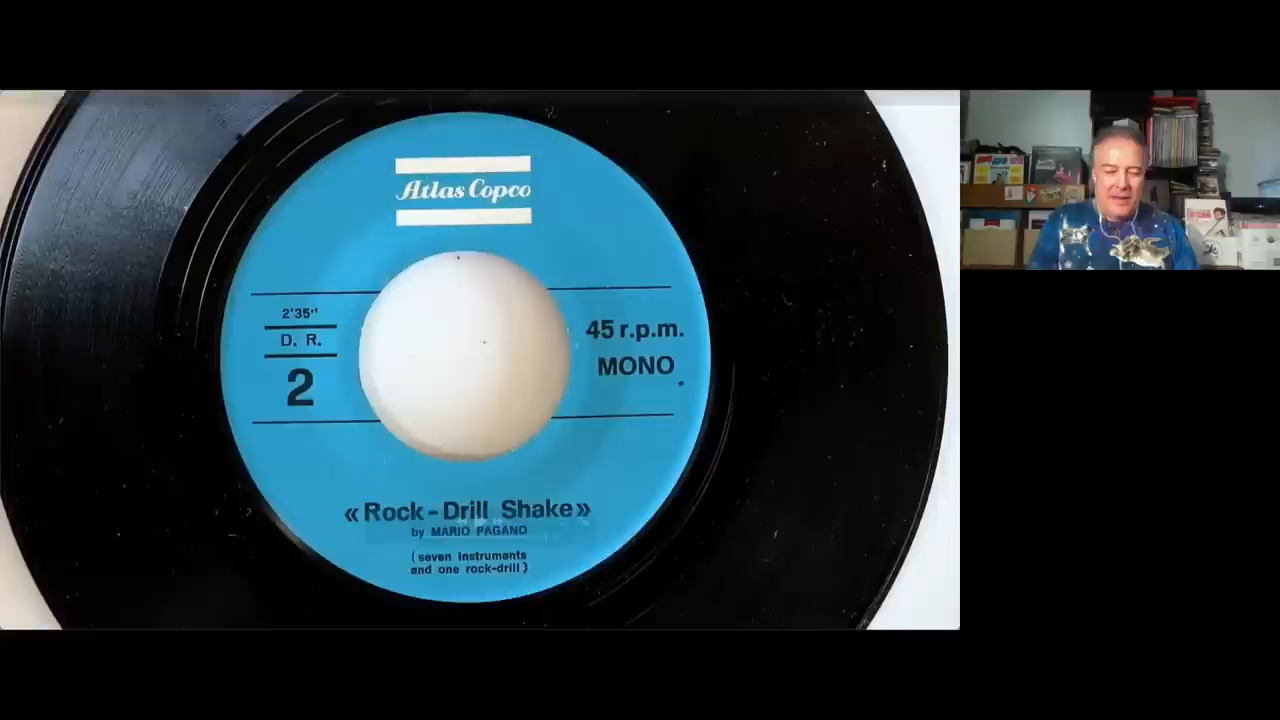 Atlas Copco
2'35"
D. R.
2
45 r.p.m.
MONO
«Rock-Drill Shake»
by MARIO PAGANO
(seven Instruments
and one rock-drill)